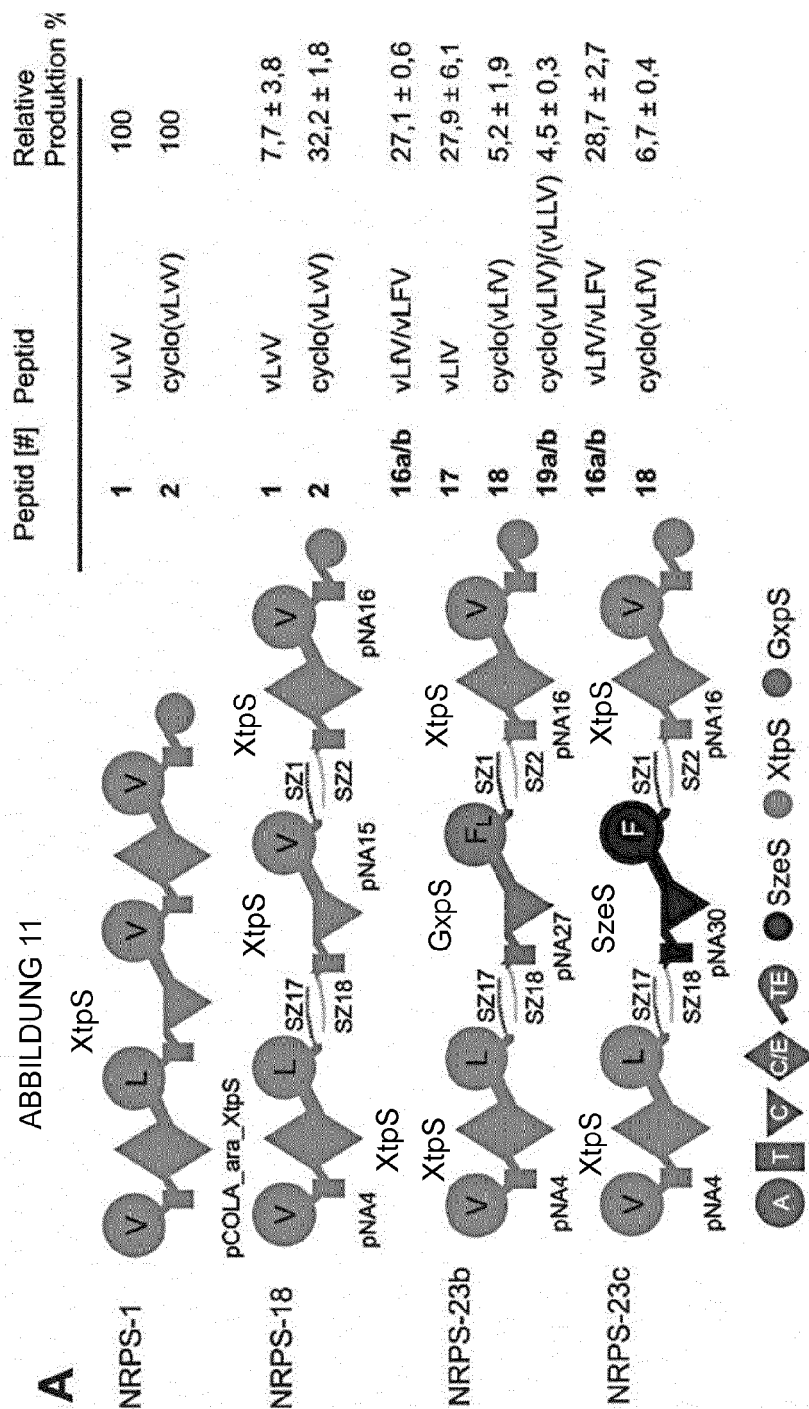 ABBILDUNG 11
A
Peptid [#] Peptid Relative Produktion %
NRPS-1
XtpS
V L V V
pCOLA_ara_XtpS
1 vLvV 100
2 cyclo(vLvV) 100
NRPS-18
XtpS XtpS XtpS
V L SZ17 SZ18 V SZ1 SZ2 V
pNA4 pNA15 pNA16
1 vLvV 7,7 ± 3,8
2 cyclo(vLvV) 32,2 ± 1,8
NRPS-23b
XtpS GxpS XtpS
V L SZ17 SZ18 FL SZ1 SZ2 V
pNA4 pNA27 pNA16
16a/b vLfV/vLFV 27,1 ± 0,6
17 vLlV 27,9 ± 6,1
18 cyclo(vLfV) 5,2 ± 1,9
19a/b cyclo(vLlV)/(vLLV) 4,5 ± 0,3
NRPS-23c
XtpS SzeS XtpS
V L SZ17 SZ18 F SZ1 SZ2 V
pNA4 pNA30 pNA16
16a/b vLfV/vLFV 28,7 ± 2,7
18 cyclo(vLfV) 6,7 ± 0,4
A T C C/E TE SzeS XtpS GxpS